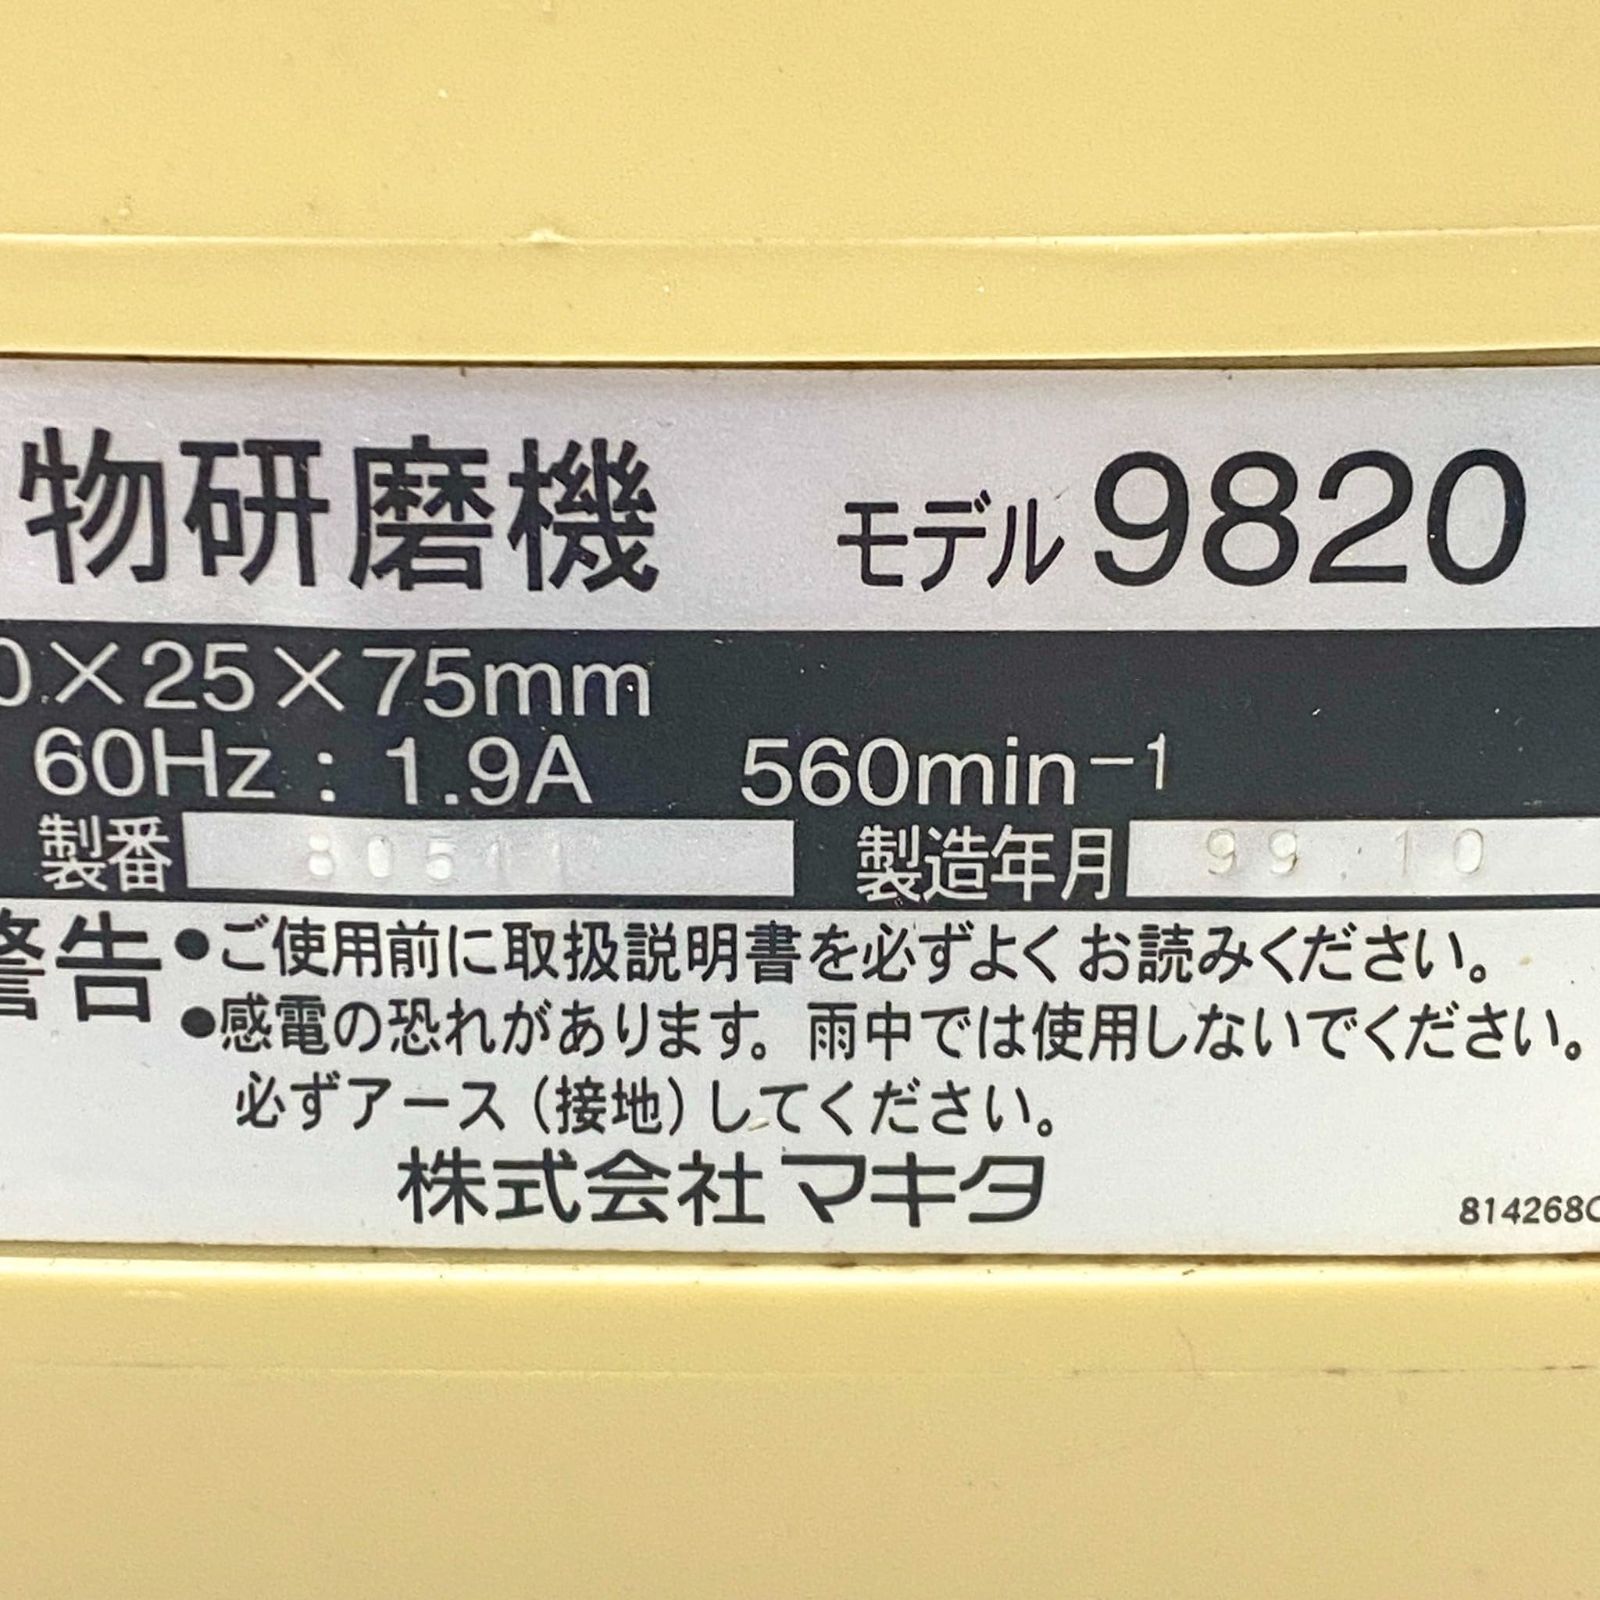 物研磨機 モデル 9820
0×25×75mm
60Hz:1.9A 560min⁻¹
製番 80511 製造年月 99.10
警告 ●ご使用前に取扱説明書を必ずよくお読みください。
●感電の恐れがあります。雨中では使用しないでください。
必ずアース(接地)してください。
株式会社マキタ
814268C